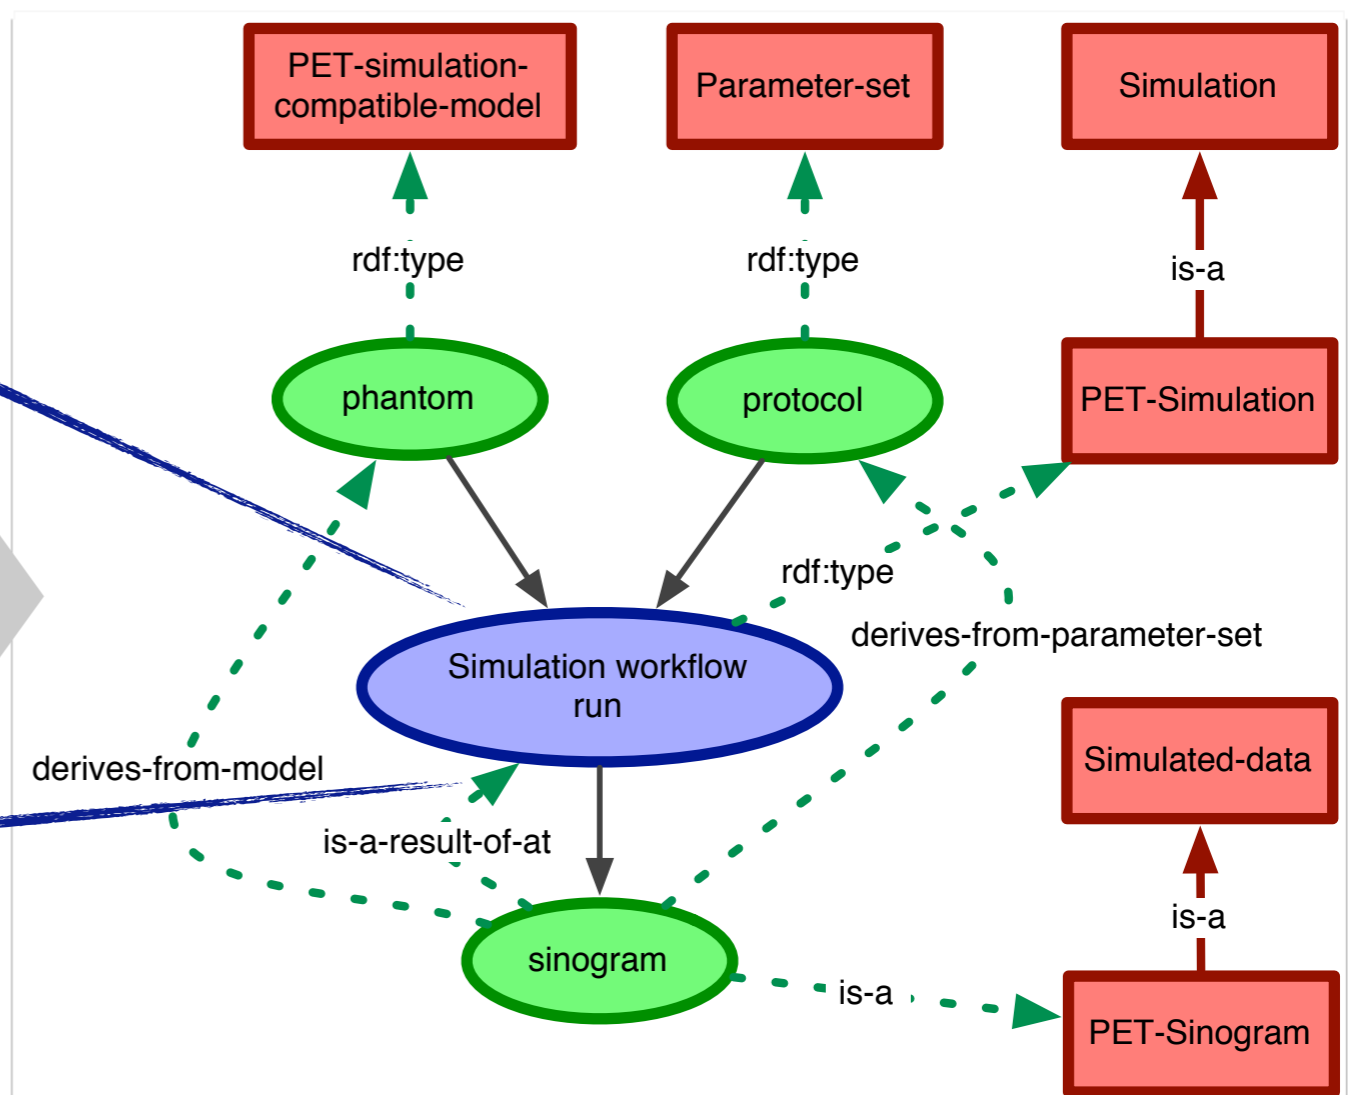 PET-simulation-
compatible-model
Parameter-set
Simulation
rdf:type
rdf:type
is-a
phantom
protocol
PET-Simulation
rdf:type
derives-from-parameter-set
Simulation workflow
run
derives-from-model
Simulated-data
is-a-result-of-at
is-a
sinogram
is-a
PET-Sinogram